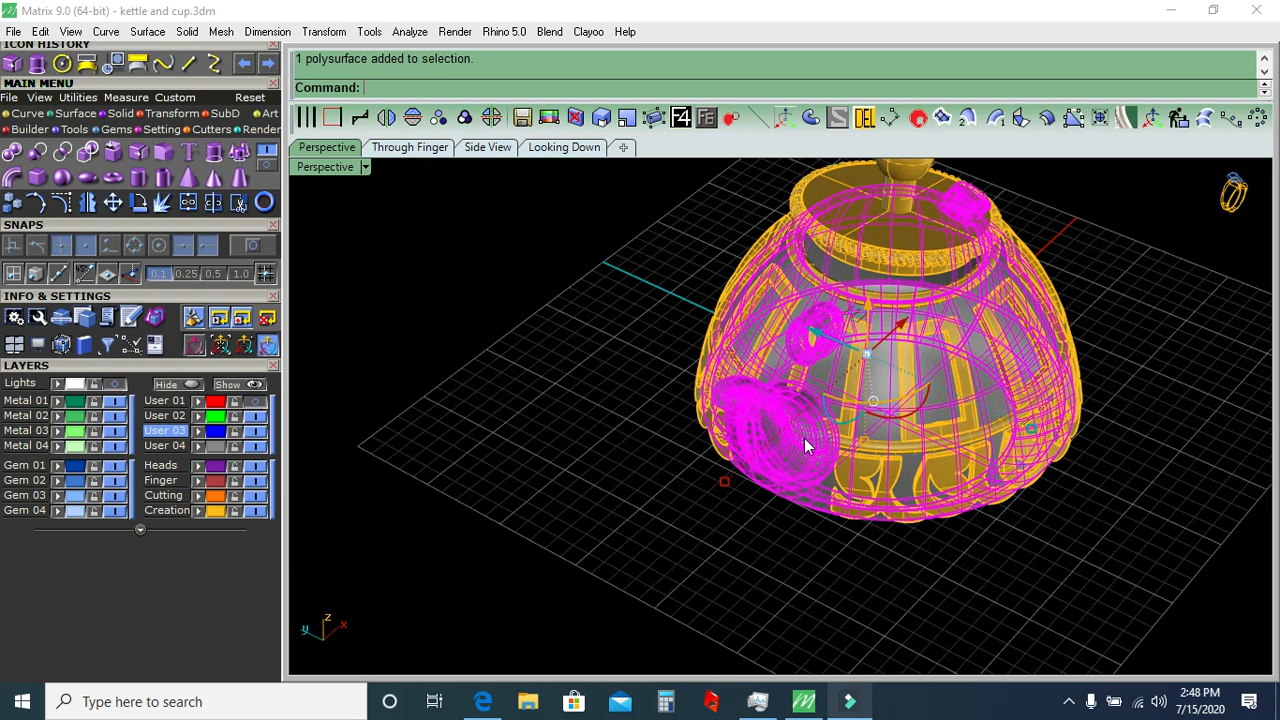 Matrix 9.0 (64-bit) - kettle and cup.3dm
File Edit View Curve Surface Solid Mesh Dimension Transform Tools Analyze Render Rhino 5.0 Blend Clayoo Help
ICON HISTORY
1 polysurface added to selection.
MAIN MENU
Command:
File View Utilities Measure Custom Reset
Curve Surface Solid Transform SubD Art
Builder Tools Gems Setting Cutters Render
F4 DEL
Perspective Through Finger Side View Looking Down
Perspective
SNAPS
0.1 0.25 0.5 1.0
INFO & SETTINGS
LAYERS
Lights Hide Show
Metal 01 User 01
Metal 02 User 02
Metal 03 User 03
Metal 04 User 04
Gem 01 Heads
Gem 02 Finger
Gem 03 Cutting
Gem 04 Creation
z
y x
Type here to search
2:48 PM
7/15/2020